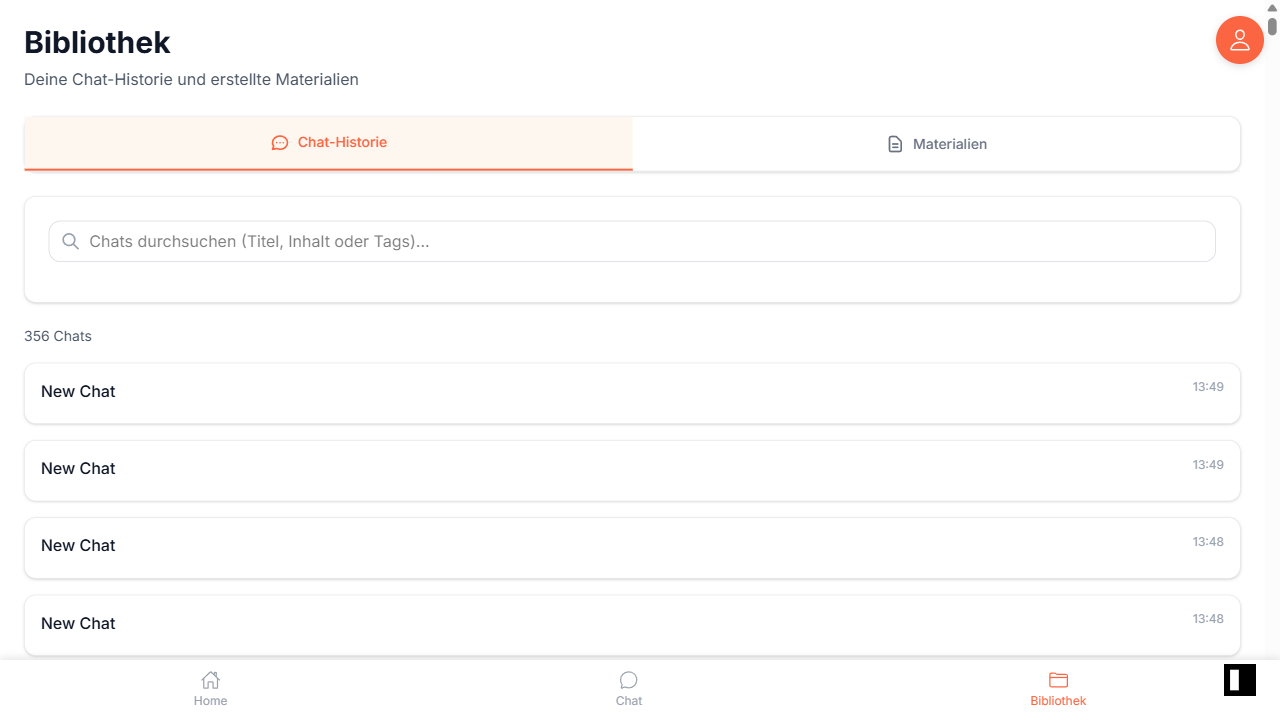 Bibliothek
Deine Chat-Historie und erstellte Materialien
Chat-Historie
Materialien
Chats durchsuchen (Titel, Inhalt oder Tags)...
356 Chats
New Chat
13:49
New Chat
13:49
New Chat
13:48
New Chat
13:48
Home
Chat
Bibliothek